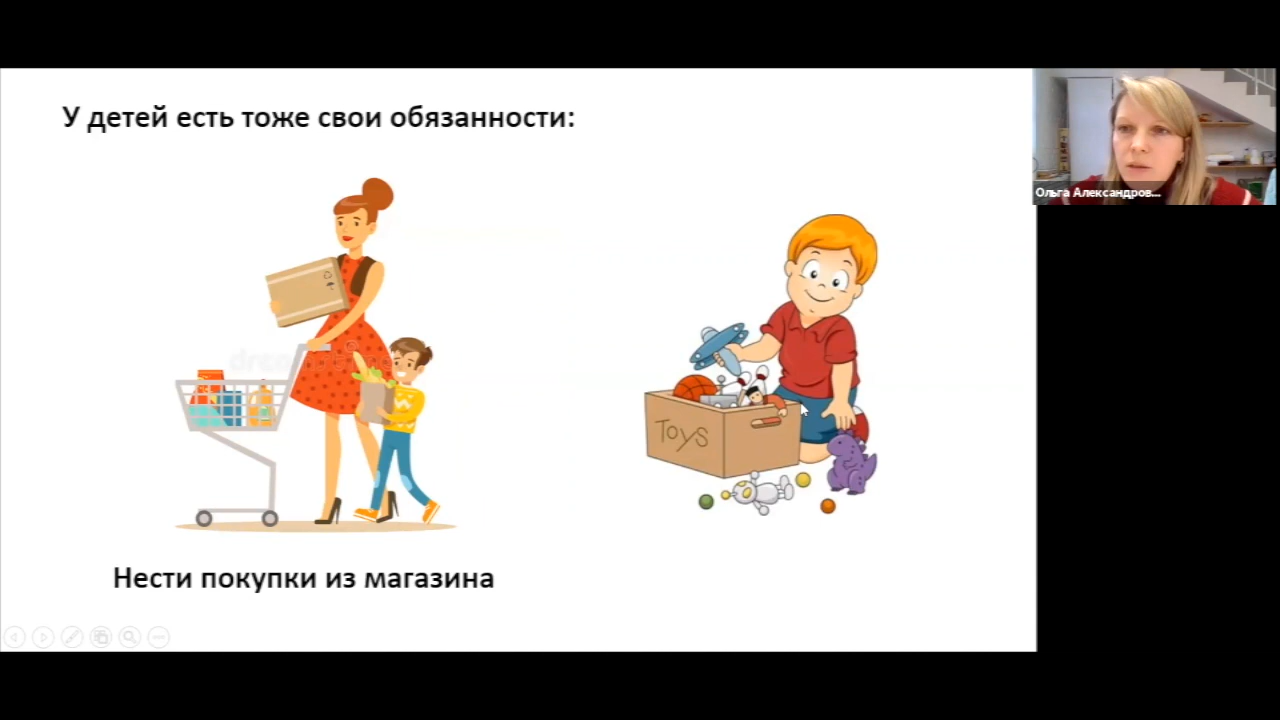 У детей есть тоже свои обязанности:
Ольга Александров...
Toys
Нести покупки из магазина